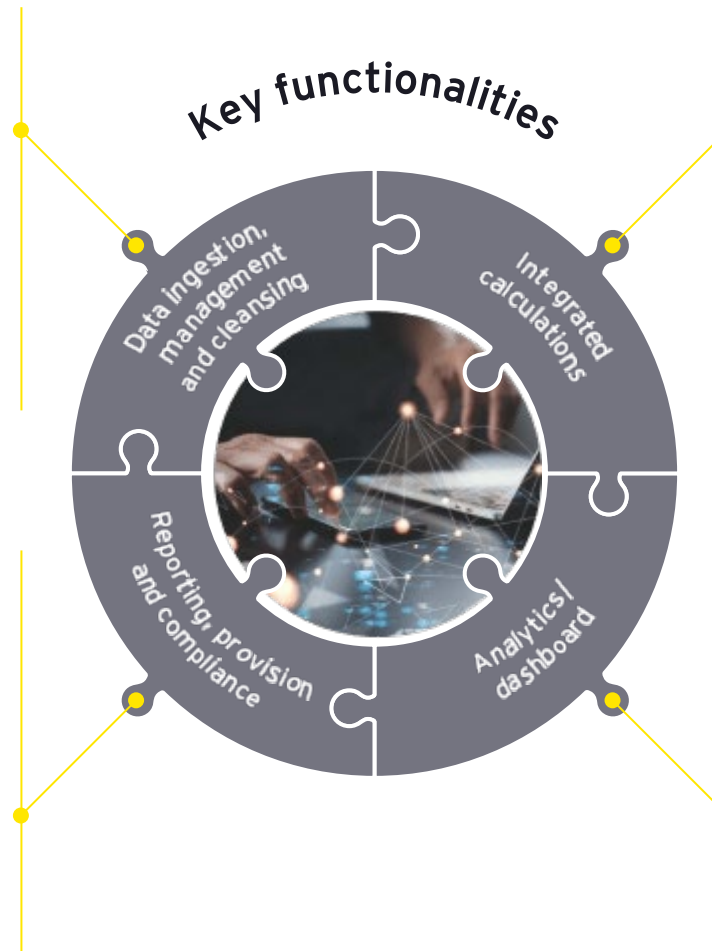 Key functionalities
Data ingestion,
management
and cleansing
Integrated
calculations
Reporting, provision
and compliance
Analytics/
dashboard